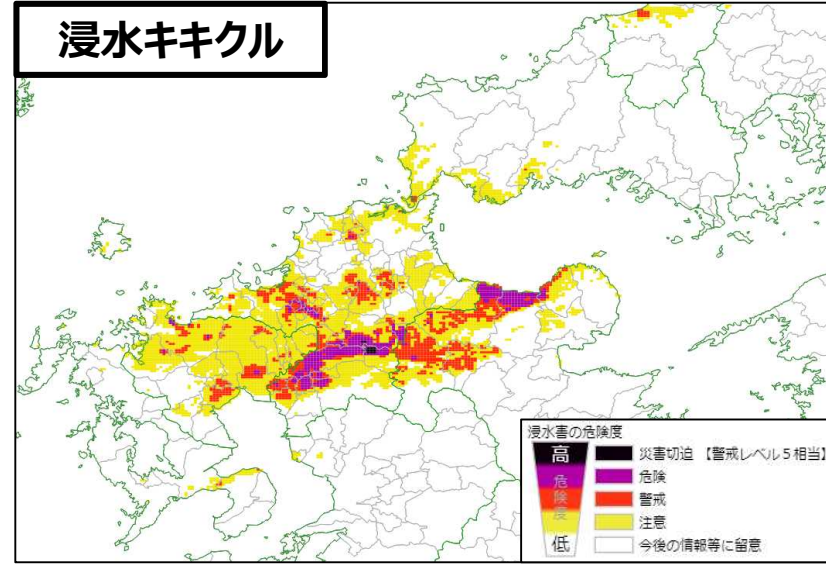 浸水キキクル
浸水害の危険度
高
危
険
度
低
災害切迫 【警戒レベル5相当】
危険
警戒
注意
今後の情報等に留意